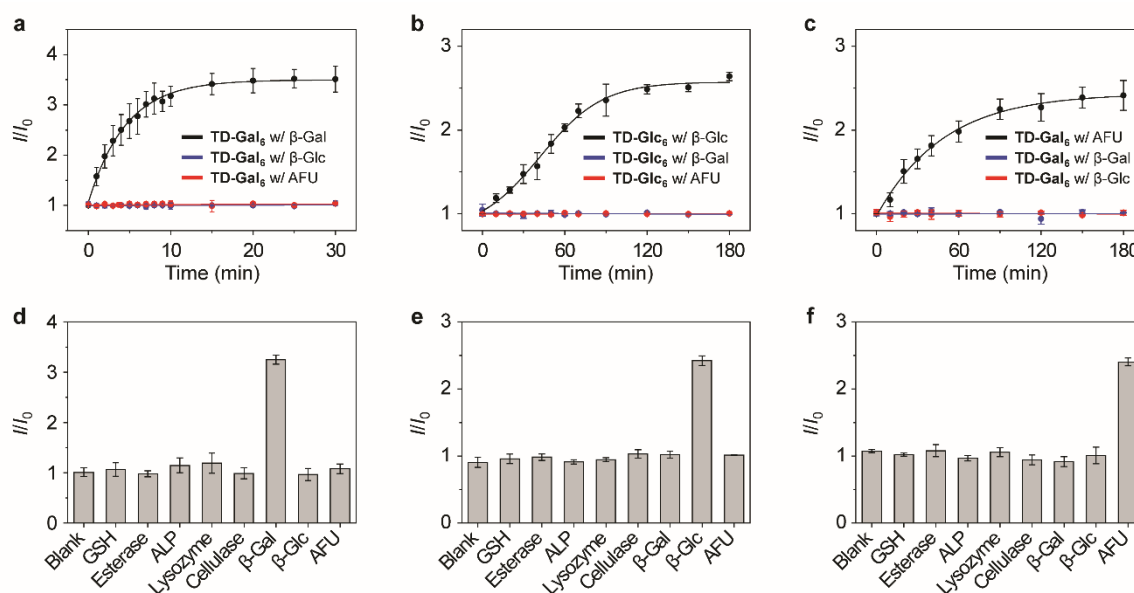 a
b
c
4
3
2
1
I/I0
TD-Gal6 w/ β-Gal
TD-Gal6 w/ β-Glc
TD-Gal6 w/ AFU
0
10
20
30
Time (min)
3
2
1
I/I0
TD-Glc6 w/ β-Glc
TD-Glc6 w/ β-Gal
TD-Glc6 w/ AFU
0
60
120
180
Time (min)
3
2
1
I/I0
TD-Gal6 w/ AFU
TD-Gal6 w/ β-Gal
TD-Gal6 w/ β-Glc
0
60
120
180
Time (min)
d
e
f
4
3
2
1
0
I/I0
Blank
GSH
Esterase
ALP
Lysozyme
Cellulase
β-Gal
β-Glc
AFU
3
2
1
0
I/I0
Blank
GSH
Esterase
ALP
Lysozyme
Cellulase
β-Gal
β-Glc
AFU
3
2
1
0
I/I0
Blank
GSH
Esterase
ALP
Lysozyme
Cellulase
β-Gal
β-Glc
AFU